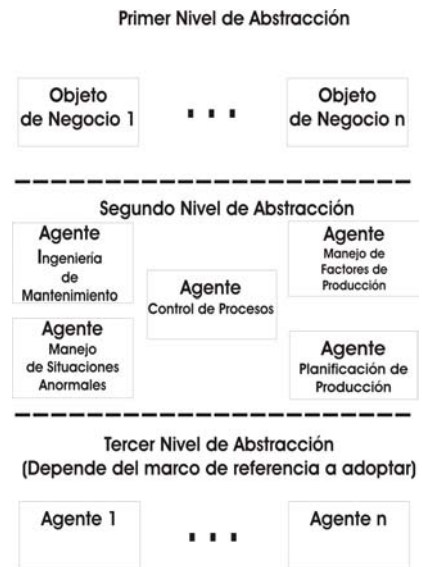 Primer Nivel de Abstracción
Objeto
de Negocio 1
...
Objeto
de Negocio n
Segundo Nivel de Abstracción
Agente
Ingeniería
de
Mantenimiento
Agente
Manejo
de Situaciones
Anormales
Agente
Control de Procesos
Agente
Manejo de
Factores de
Producción
Agente
Planificación de
Producción
Tercer Nivel de Abstracción
(Depende del marco de referencia a adoptar)
Agente 1
...
Agente n